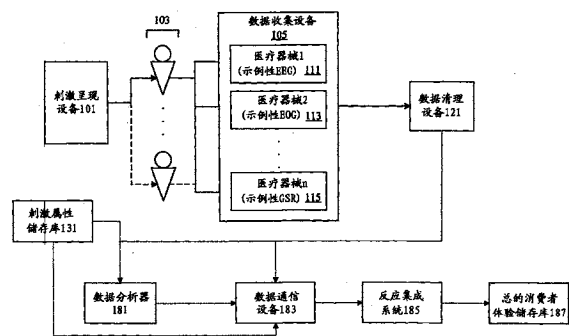 103
数据收集设备
105
医疗器械1
(示例性EEG) 111
医疗器械2
(示例性EOG) 113
医疗器械n
(示例性GSR) 115
刺激呈现
设备101
数据清理
设备121
刺激属性
储存库131
数据分析器
181
数据通信
设备183
反应集成
系统185
总的消费者
体验储存库187